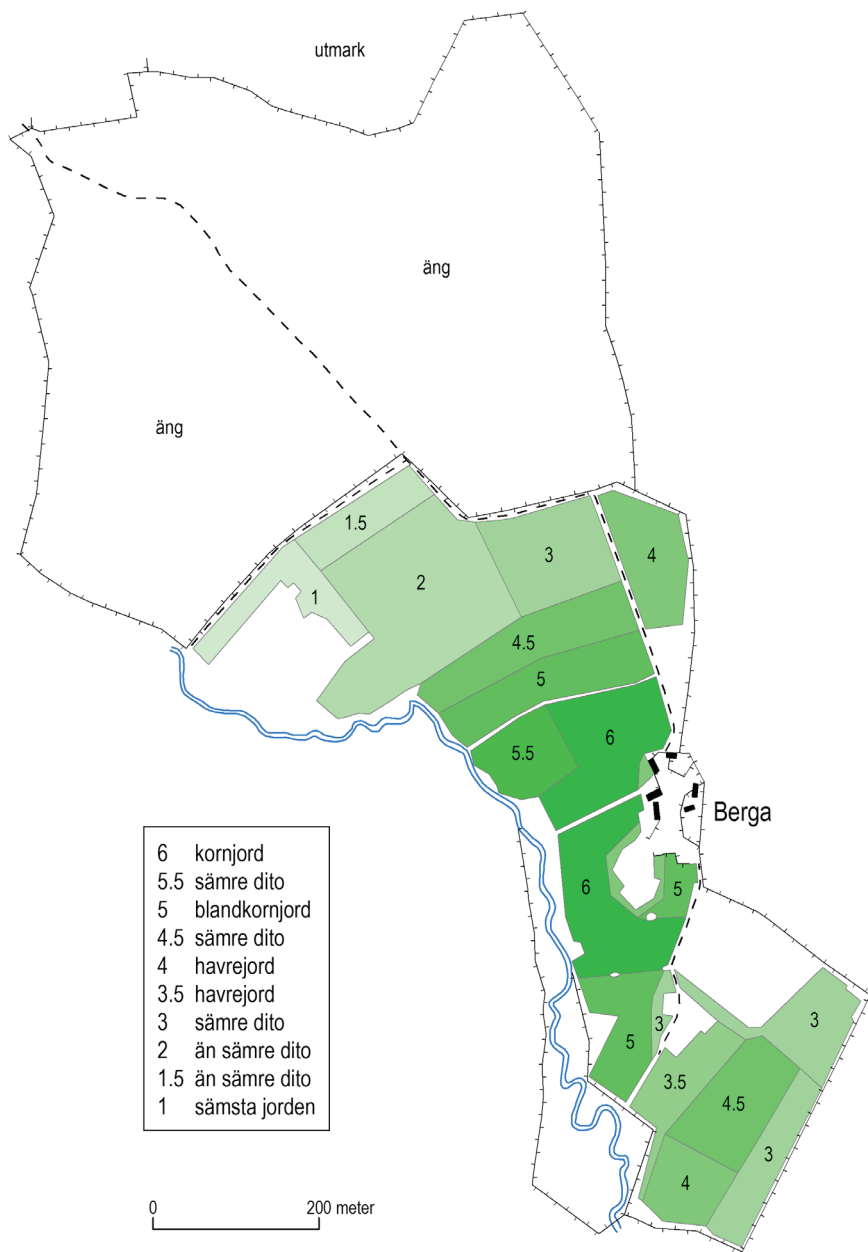 utmark
äng
äng
1.5
1
2
3
4
4.5
5
5.5
6
Berga
6
5
3
5
3
3.5
4.5
3
4
6 kornjord
5.5 sämre dito
5 blandkornjord
4.5 sämre dito
4 havrejord
3.5 havrejord
3 sämre dito
2 än sämre dito
1.5 än sämre dito
1 sämsta jorden
0 200 meter